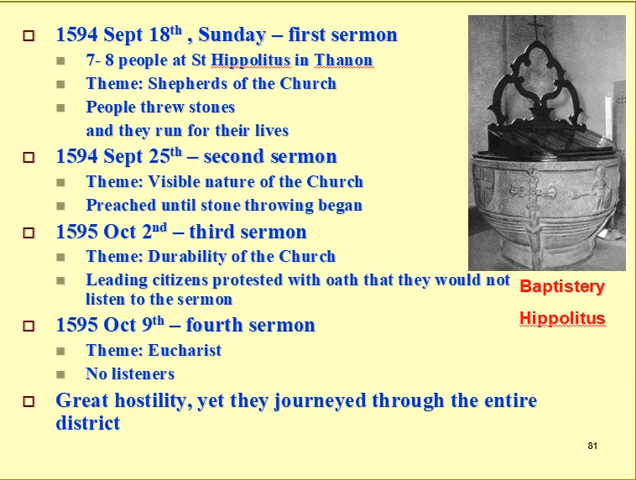 1594 Sept 18th , Sunday – first sermon
7- 8 people at St Hippolitus in Thanon
Theme: Shepherds of the Church
People threw stones
and they run for their lives
1594 Sept 25th – second sermon
Theme: Visible nature of the Church
Preached until stone throwing began
1595 Oct 2nd – third sermon
Theme: Durability of the Church
Leading citizens protested with oath that they would not
listen to the sermon
1595 Oct 9th – fourth sermon
Theme: Eucharist
No listeners
Great hostility, yet they journeyed through the entire
district
Baptistery
Hippolitus
81